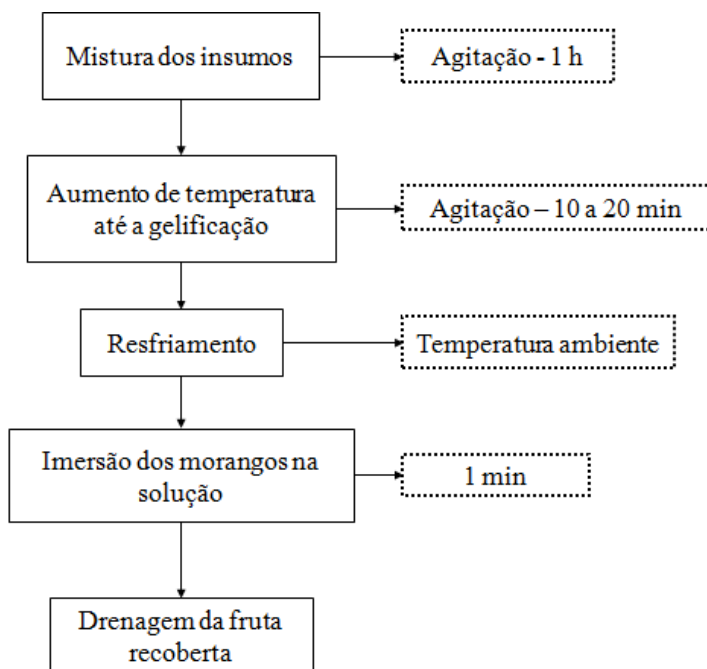 Mistura dos insumos
Agitação - 1 h
Aumento de temperatura
até a gelificação
Agitação – 10 a 20 min
Resfriamento
Temperatura ambiente
Imersão dos morangos na
solução
1 min
Drenagem da fruta
recoberta